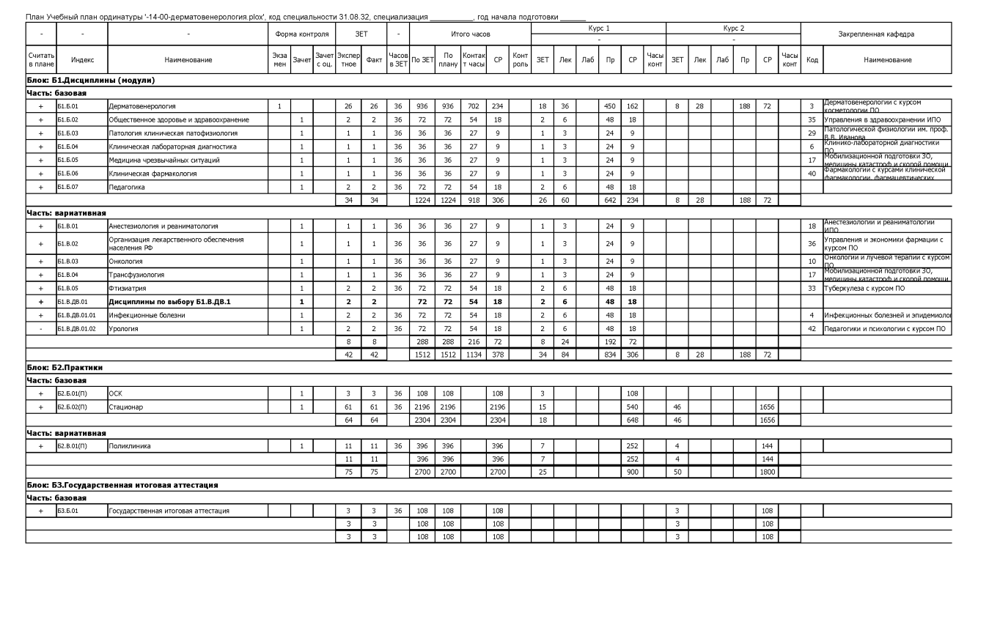 План Учебный план ординатуры '-14-00-дерматовенерология.plox', код специальности 31.08.32, специализация ___________, год начала подготовки _______
- - - Форма контроля ЗЕТ - Итого часов Курс 1 Курс 2 Закрепленная кафедра
- -
Считать в плане Индекс Наименование Экза мен Зачет Зачет с оц. Экспер тное Факт Часов в ЗЕТ По ЗЕТ По плану Контак т часы СР Конт роль ЗЕТ Лек Лаб Пр СР Часы конт ЗЕТ Лек Лаб Пр СР Часы конт Код Наименование
Блок: Б1.Дисциплины (модули)
Часть: базовая
+ Б1.Б.01 Дерматовенерология 1 26 26 36 936 936 702 234 18 36 450 162 8 28 188 72 3 Дерматовенерологии с курсом косметологии ПО
+ Б1.Б.02 Общественное здоровье и здравоохранение 1 2 2 36 72 72 54 18 2 6 48 18 35 Управления в здравоохранении ИПО
+ Б1.Б.03 Патология клиническая патофизиология 1 1 1 36 36 36 27 9 1 3 24 9 29 Патологической физиологии им. проф. В.В. Иванова
+ Б1.Б.04 Клиническая лабораторная диагностика 1 1 1 36 36 36 27 9 1 3 24 9 6 Клинико-лабораторной диагностики ПО
+ Б1.Б.05 Медицина чрезвычайных ситуаций 1 1 1 36 36 36 27 9 1 3 24 9 17 Мобилизационной подготовки ЗО, медицины катастроф и скорой помощи
+ Б1.Б.06 Клиническая фармакология 1 1 1 36 36 36 27 9 1 3 24 9 40 Фармакологии с курсами клинической фармакологии, фармацевтических
+ Б1.Б.07 Педагогика 1 2 2 36 72 72 54 18 2 6 48 18
34 34 1224 1224 918 306 26 60 642 234 8 28 188 72
Часть: вариативная
+ Б1.В.01 Анестезиология и реаниматология 1 1 1 36 36 36 27 9 1 3 24 9 18 Анестезиологии и реаниматологии ИПО
+ Б1.В.02 Организация лекарственного обеспечения населения РФ 1 1 1 36 36 36 27 9 1 3 24 9 36 Управления и экономики фармации с курсом ПО
+ Б1.В.03 Онкология 1 1 1 36 36 36 27 9 1 3 24 9 10 Онкологии и лучевой терапии с курсом ПО
+ Б1.В.04 Трансфузиология 1 1 1 36 36 36 27 9 1 3 24 9 17 Мобилизационной подготовки ЗО, медицины катастроф и скорой помощи
+ Б1.В.05 Фтизиатрия 1 2 2 36 72 72 54 18 2 6 48 18 33 Туберкулеза с курсом ПО
+ Б1.В.ДВ.01 Дисциплины по выбору Б1.В.ДВ.1 1 2 2 72 72 54 18 2 6 48 18
+ Б1.В.ДВ.01.01 Инфекционные болезни 1 2 2 36 72 72 54 18 2 6 48 18 4 Инфекционных болезней и эпидемиолог
- Б1.В.ДВ.01.02 Урология 1 2 2 36 72 72 54 18 2 6 48 18 42 Педагогики и психологии с курсом ПО
8 8 288 288 216 72 8 24 192 72
42 42 1512 1512 1134 378 34 84 834 306 8 28 188 72
Блок: Б2.Практики
Часть: базовая
+ Б2.Б.01(П) ОСК 1 3 3 36 108 108 108 3 108
+ Б2.Б.02(П) Стационар 1 61 61 36 2196 2196 2196 15 540 46 1656
64 64 2304 2304 2304 18 648 46 1656
Часть: вариативная
+ Б2.В.01(П) Поликлиника 1 11 11 36 396 396 396 7 252 4 144
11 11 396 396 396 7 252 4 144
75 75 2700 2700 2700 25 900 50 1800
Блок: Б3.Государственная итоговая аттестация
Часть: базовая
+ Б3.Б.01 Государственная итоговая аттестация 3 3 36 108 108 108 3 108
3 3 108 108 108 3 108
3 3 108 108 108 3 108